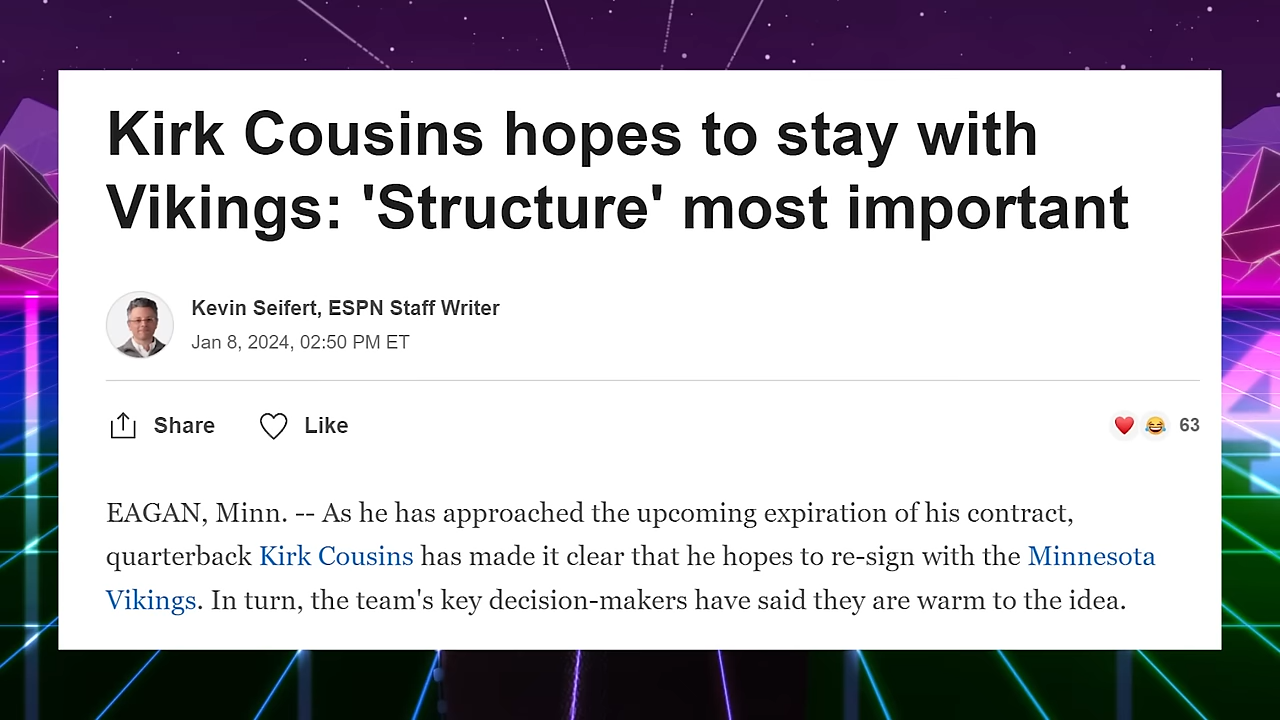 Kirk Cousins hopes to stay with
Vikings: 'Structure' most important
Kevin Seifert, ESPN Staff Writer
Jan 8, 2024, 02:50 PM ET
Share Like 63
EAGAN, Minn. -- As he has approached the upcoming expiration of his contract,
quarterback Kirk Cousins has made it clear that he hopes to re-sign with the Minnesota
Vikings. In turn, the team's key decision-makers have said they are warm to the idea.